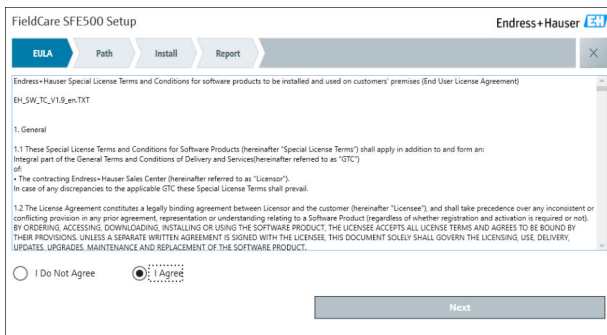 FieldCare SFE500 Setup
Endress+Hauser EH
EULA Path Install Report
Endress+Hauser Special License Terms and Conditions for software products to be installed and used on customers' premises (End User License Agreement)
EH_SW_TC_V1.9_en.TXT
1. General
1.1 These Special License Terms and Conditions for Software Products (hereinafter "Special License Terms") shall apply in addition to and form an:
Integral part of the General Terms and Conditions of Delivery and Services(hereinafter referred to as "GTC")
of:
• The contracting Endress+Hauser Sales Center (hereinafter referred to as "Licensor").
In case of any discrepancies to the applicable GTC these Special License Terms shall prevail.
1.2 The License Agreement constitutes a legally binding agreement between Licensor and the customer (hereinafter "Licensee"), and shall take precedence over any inconsistent or
conflicting provision in any prior agreement, representation or understanding relating to a Software Product (regardless of whether registration and activation is required or not).
BY ORDERING, ACCESSING, DOWNLOADING, INSTALLING OR USING THE SOFTWARE PRODUCT, THE LICENSEE ACCEPTS ALL LICENSE TERMS AND AGREES TO BE BOUND BY
THEIR PROVISIONS. UNLESS A SEPARATE WRITTEN AGREEMENT IS SIGNED WITH THE LICENSEE, THIS DOCUMENT SOLELY SHALL GOVERN THE LICENSING, USE, DELIVERY,
UPDATES, UPGRADES, MAINTENANCE AND REPLACEMENT OF THE SOFTWARE PRODUCT.
I Do Not Agree I Agree
Next